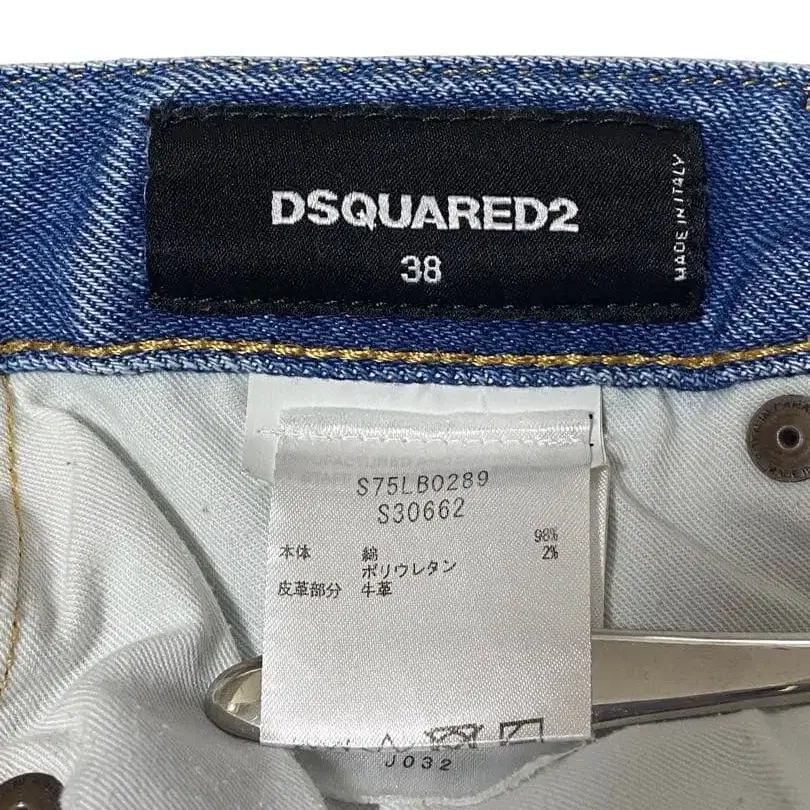 DSQUARED2
38
MADE IN ITALY
S75LB0289
S30662
本体 綿 98%
ポリウレタン 2%
皮革部分 牛革
J032